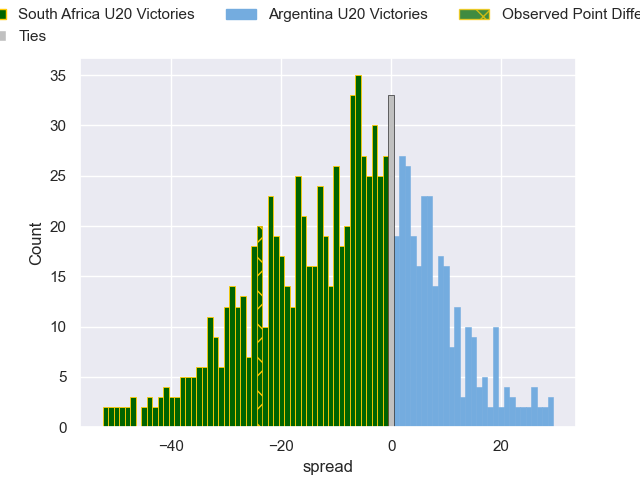 South Africa U20 Victories
Argentina U20 Victories
Observed Point Diffe
Ties
Count
35
30
25
20
15
10
5
0
−40
−20
0
20
spread